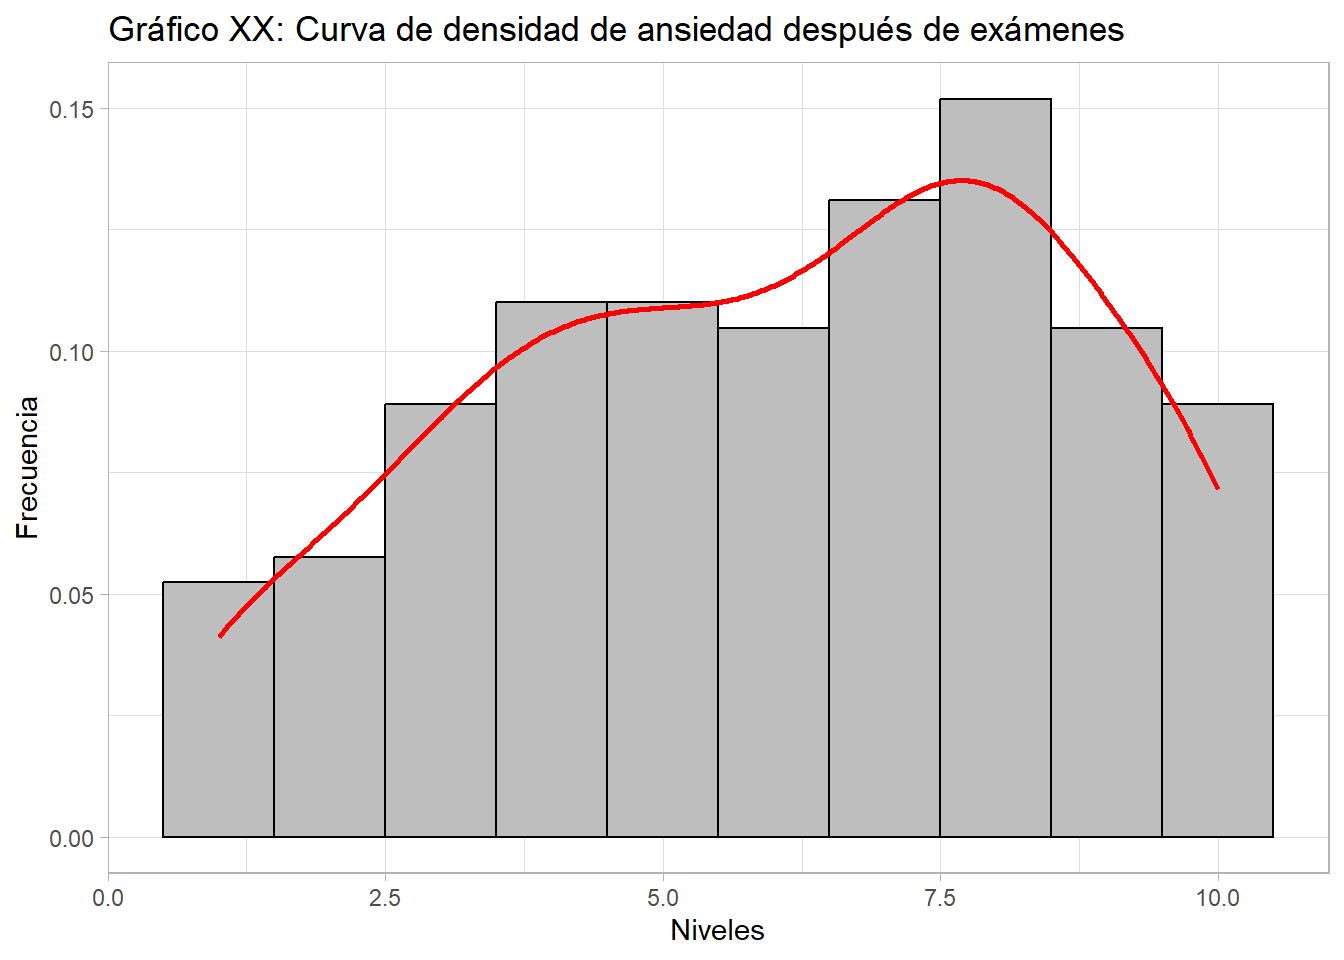 Gráfico XX: Curva de densidad de ansiedad después de exámenes
0.15
0.10
0.05
0.00
Frecuencia
0.0 2.5 5.0 7.5 10.0
Niveles